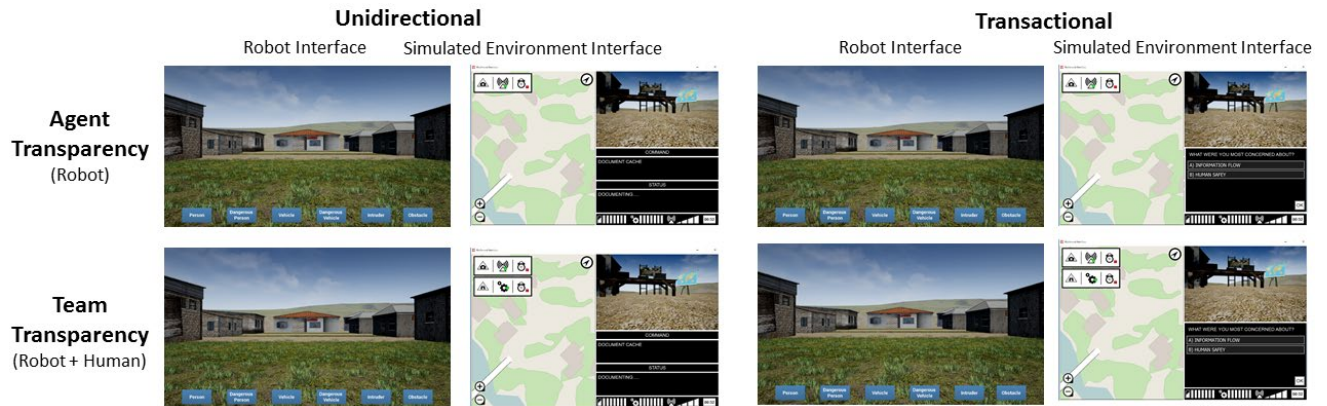 Unidirectional
Transactional
Robot Interface
Simulated Environment Interface
Robot Interface
Simulated Environment Interface
Agent
Transparency
(Robot)
COMMAND
DOCUMENT CACHE
STATUS
DOCUMENTING...
Person
Dangerous Person
Vehicle
Dangerous Vehicle
Intruder
Obstacle
WHAT WERE YOU MOST CONCERNED ABOUT?
A) INFORMATION FLOW
B) HUMAN SAFEY
OK
Person
Dangerous Person
Vehicle
Dangerous Vehicle
Intruder
Obstacle
Team
Transparency
(Robot + Human)
COMMAND
DOCUMENT CACHE
STATUS
DOCUMENTING...
Person
Dangerous Person
Vehicle
Dangerous Vehicle
Intruder
Obstacle
WHAT WERE YOU MOST CONCERNED ABOUT?
A) INFORMATION FLOW
B) HUMAN SAFEY
OK
Person
Dangerous Person
Vehicle
Dangerous Vehicle
Intruder
Obstacle